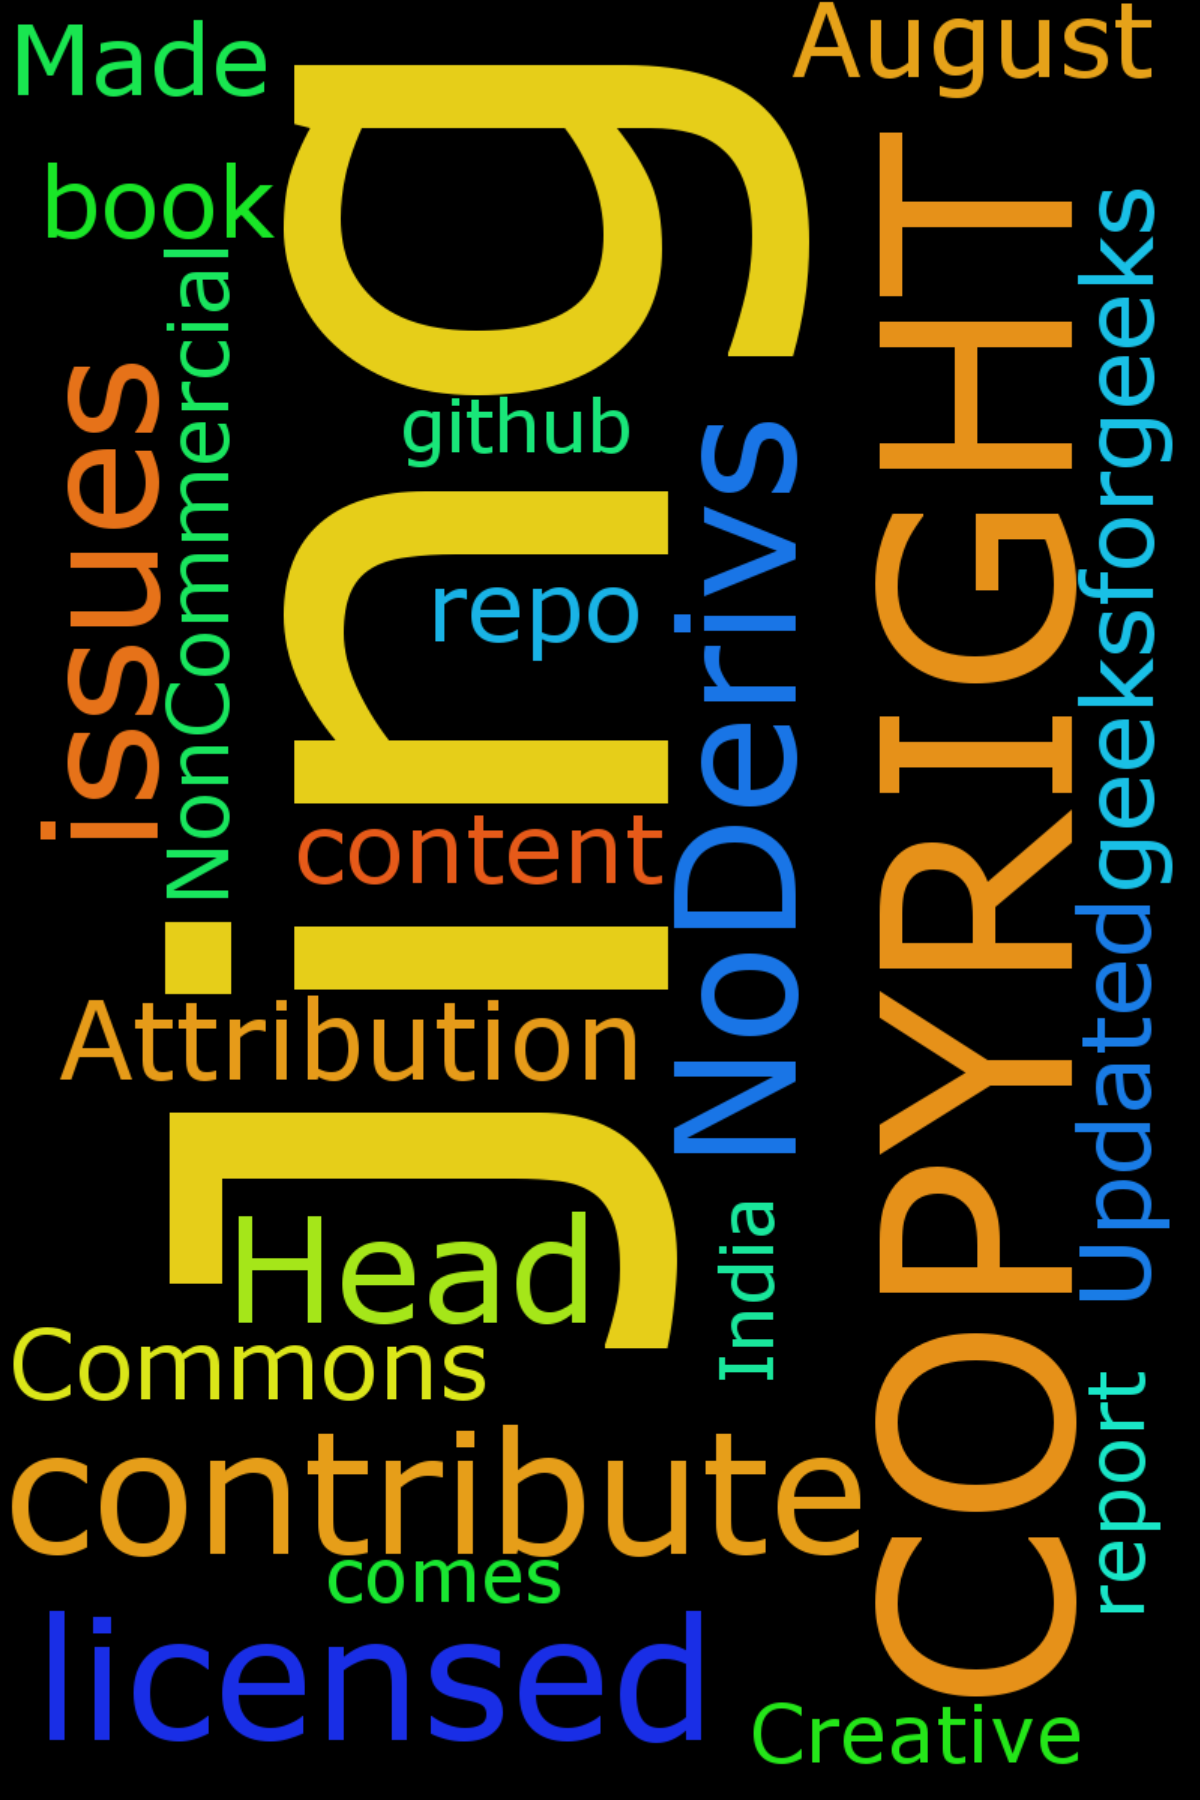 Made
August
book
Jing
COPYRIGHT
geeksforgeeks
NonCommercial
issues
github
NoDerivs
repo
content
Updated
Attribution
Head
India
Commons
report
contribute
comes
licensed
Creative